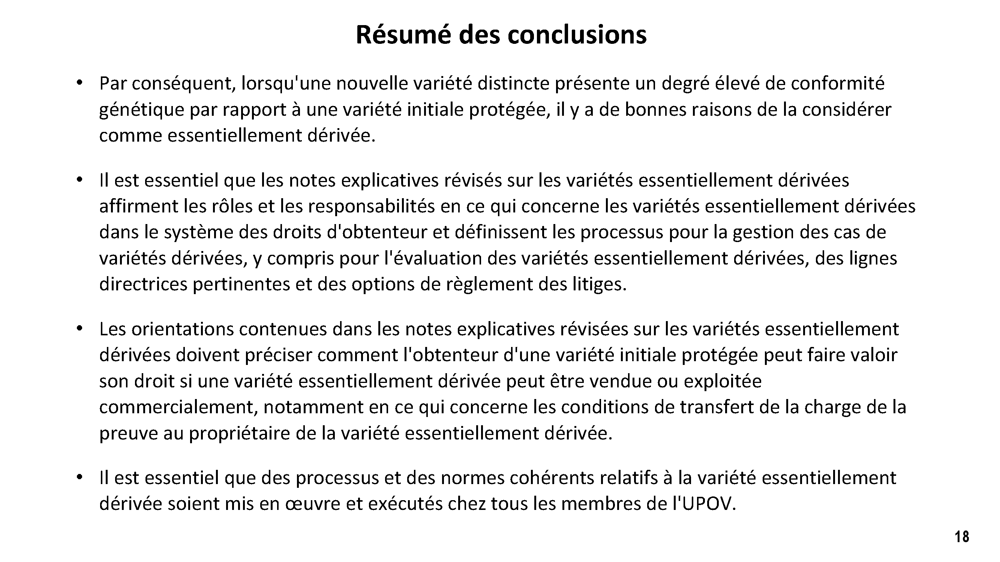 Résumé des conclusions
• Par conséquent, lorsqu'une nouvelle variété distincte présente un degré élevé de conformité
génétique par rapport à une variété initiale protégée, il y a de bonnes raisons de la considérer
comme essentiellement dérivée.
• Il est essentiel que les notes explicatives révisés sur les variétés essentiellement dérivées
affirment les rôles et les responsabilités en ce qui concerne les variétés essentiellement dérivées
dans le système des droits d'obtenteur et définissent les processus pour la gestion des cas de
variétés dérivées, y compris pour l'évaluation des variétés essentiellement dérivées, des lignes
directrices pertinentes et des options de règlement des litiges.
• Les orientations contenues dans les notes explicatives révisées sur les variétés essentiellement
dérivées doivent préciser comment l'obtenteur d'une variété initiale protégée peut faire valoir
son droit si une variété essentiellement dérivée peut être vendue ou exploitée
commercialement, notamment en ce qui concerne les conditions de transfert de la charge de la
preuve au propriétaire de la variété essentiellement dérivée.
• Il est essentiel que des processus et des normes cohérents relatifs à la variété essentiellement
dérivée soient mis en œuvre et exécutés chez tous les membres de l'UPOV.
18